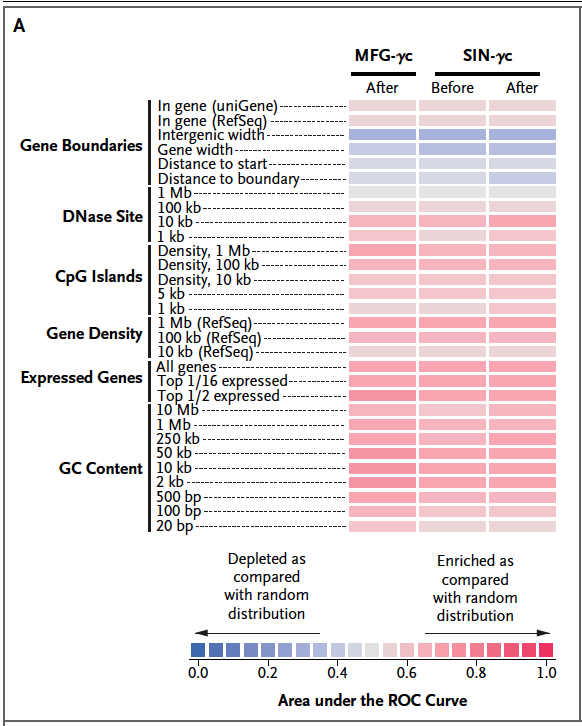 A
MFG-γc SIN-γc
After Before After
Gene Boundaries
In gene (uniGene)
In gene (RefSeq)
Intergenic width
Gene width
Distance to start
Distance to boundary
DNase Site
1 Mb
100 kb
10 kb
1 kb
CpG Islands
Density, 1 Mb
Density, 100 kb
Density, 10 kb
5 kb
1 kb
Gene Density
1 Mb (RefSeq)
100 kb (RefSeq)
10 kb (RefSeq)
Expressed Genes
All genes
Top 1/16 expressed
Top 1/2 expressed
GC Content
10 Mb
1 Mb
250 kb
50 kb
10 kb
2 kb
500 bp
100 bp
20 bp
Depleted as
compared
with random
distribution
Enriched as
compared
with random
distribution
0.0 0.2 0.4 0.6 0.8 1.0
Area under the ROC Curve